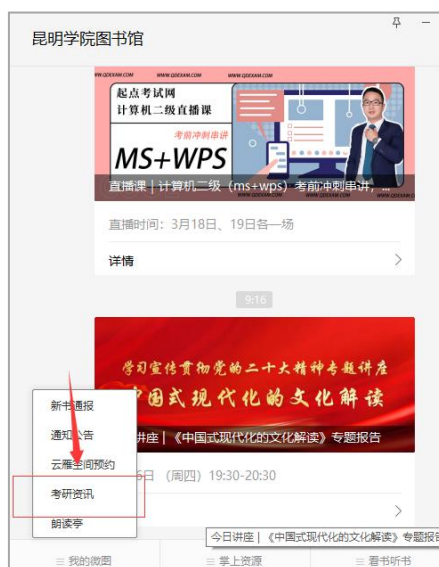 昆明学院图书馆
WWW.QDEXAM.COM WWW.QDEXAM.COM WWW.QDEXAM.COM
起点考试网
计算机二级直播课
考前冲刺串讲
MS+WPS
直播课 | 计算机二级（ms+wps）考前冲刺串讲，...
直播时间：3月18日、19日各一场
详情
9:16
学习宣传贯彻党的二十大精神专题讲座
国式现代化的文化解读
讲座 | 《中国式现代化的文化解读》专题报告
6日 （周四）19:30-20:30
新书通报
通知公告
云雁空间预约
考研资讯
朗读亭
今日讲座 | 《中国式现代化的文化解读》专题报告
我的微图
掌上资源
看书听书